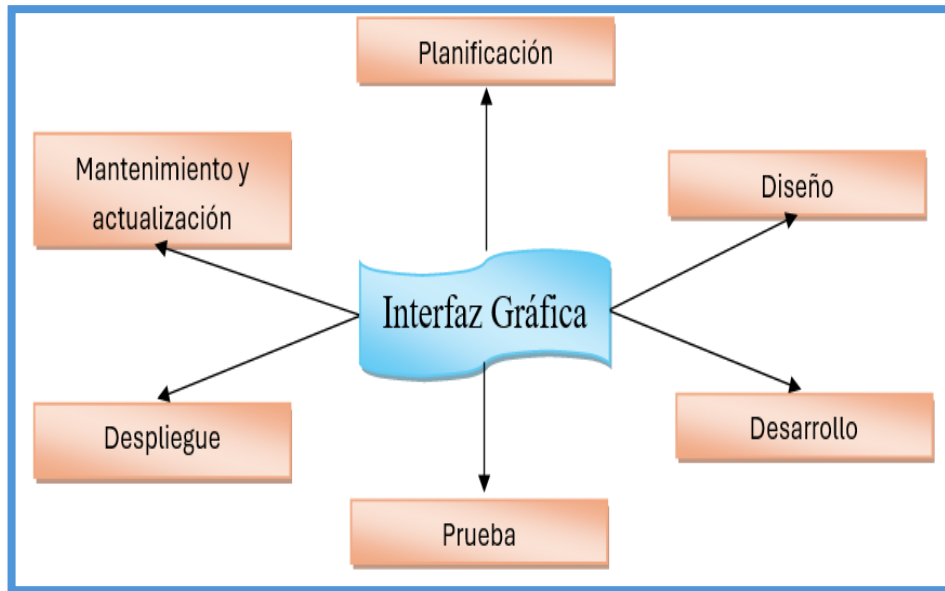 Planificación
Mantenimiento y
actualización
Diseño
Interfaz Gráfica
Despliegue
Desarrollo
Prueba